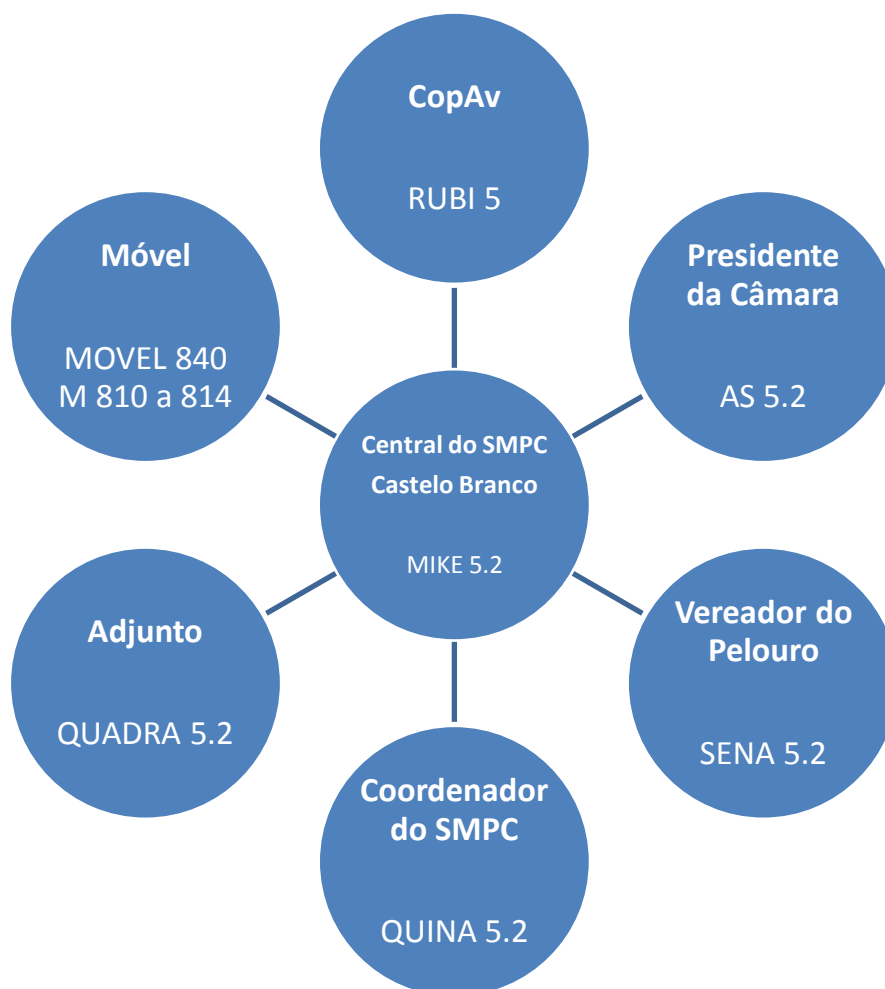 CopAv
RUBI 5
Móvel
MOVEL 840
M 810 a 814
Presidente
da Câmara
AS 5.2
Central do SMPC
Castelo Branco
MIKE 5.2
Adjunto
QUADRA 5.2
Vereador do
Pelouro
SENA 5.2
Coordenador
do SMPC
QUINA 5.2